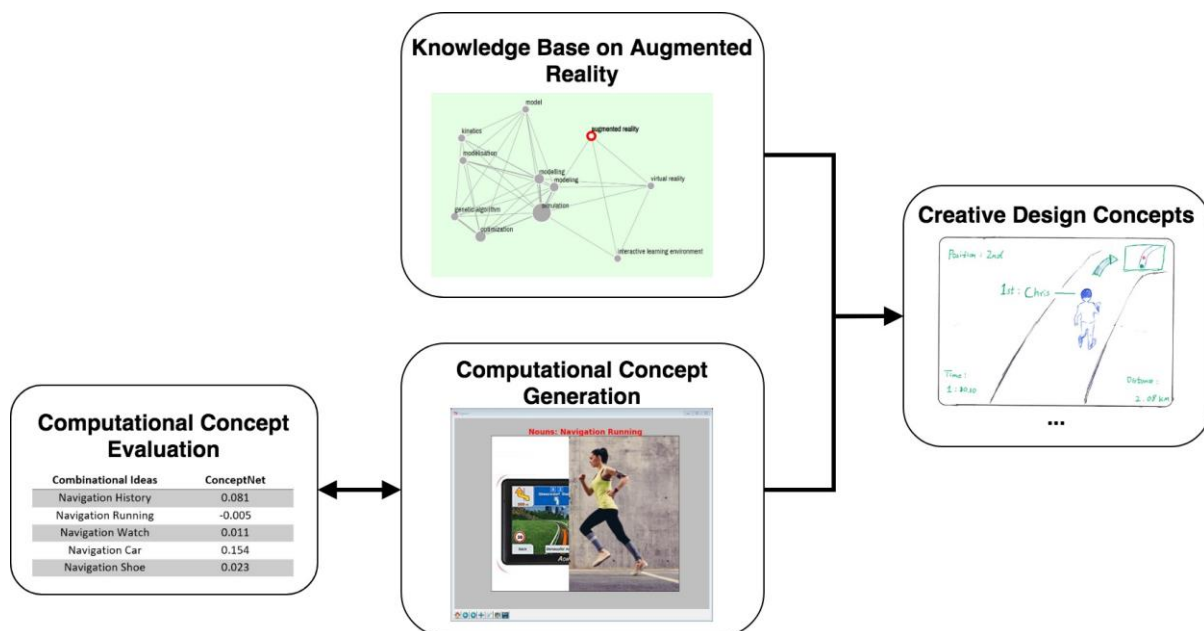 Knowledge Base on Augmented
Reality
model
kinetics
augmented reality
modelisation
modelling
modeling
virtual reality
genetic algorithm
simulation
optimization
interactive learning environment
Creative Design Concepts
Position : 2nd
1st : Chris
Time :
Distance :
2.08 km
...
Computational Concept
Generation
Nouns: Navigation Running
Computational Concept
Evaluation
Combinational Ideas ConceptNet
Navigation History 0.081
Navigation Running -0.005
Navigation Watch 0.011
Navigation Car 0.154
Navigation Shoe 0.023